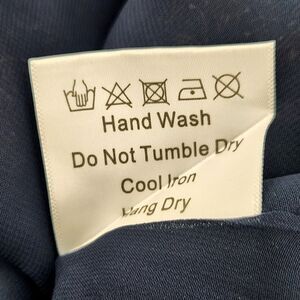 Hand Wash
Do Not Tumble Dry
Cool Iron
Hang Dry